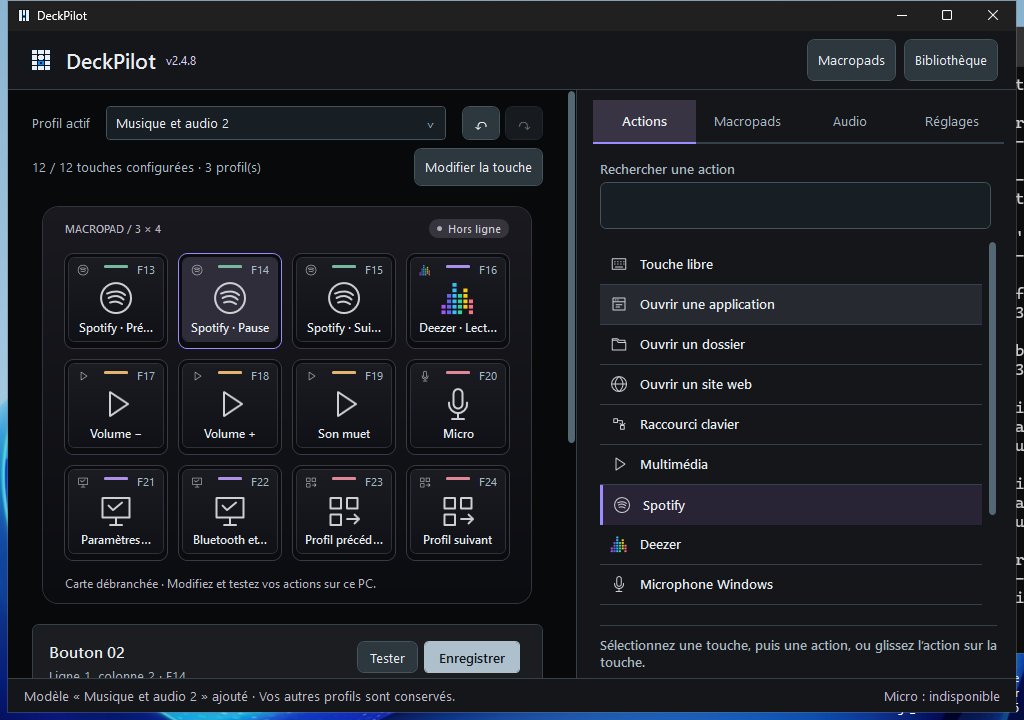 DeckPilot
DeckPilot v2.4.8
Macropads
Bibliothèque
Profil actif
Musique et audio 2
12 / 12 touches configurées · 3 profil(s)
Modifier la touche
MACROPAD / 3 × 4
Hors ligne
F13
Spotify · Pré...
F14
Spotify · Pause
F15
Spotify · Sui...
F16
Deezer · Lect...
F17
Volume −
F18
Volume +
F19
Son muet
F20
Micro
F21
Paramètres...
F22
Bluetooth et...
F23
Profil précéd...
F24
Profil suivant
Carte débranchée · Modifiez et testez vos actions sur ce PC.
Bouton 02
Ligne 1, colonne 2 · F14
Tester
Enregistrer
Actions
Macropads
Audio
Réglages
Rechercher une action
Touche libre
Ouvrir une application
Ouvrir un dossier
Ouvrir un site web
Raccourci clavier
Multimédia
Spotify
Deezer
Microphone Windows
Sélectionnez une touche, puis une action, ou glissez l’action sur la
touche.
Modèle « Musique et audio 2 » ajouté · Vos autres profils sont conservés.
Micro : indisponible